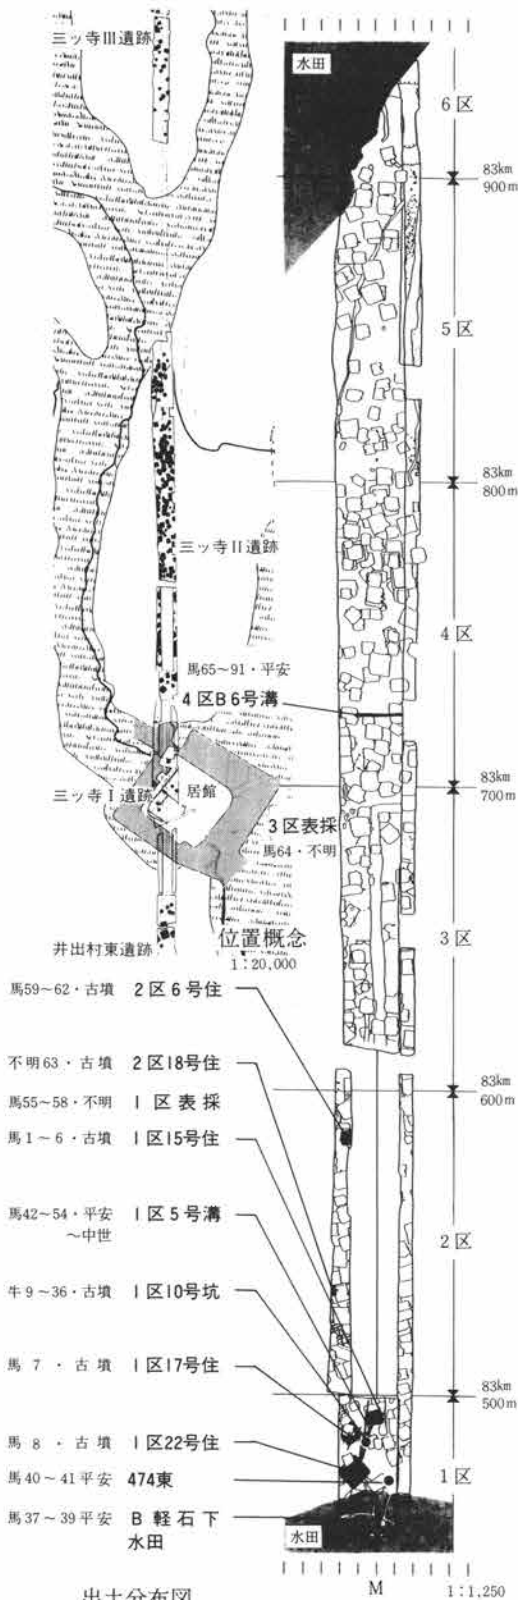 三ッ寺III遺跡
水田
6区
83km
900m
5区
83km
800m
三ッ寺II遺跡
4区
馬65～91・平安
4区B6号溝
83km
700m
三ッ寺I遺跡
居館
3区表採
馬64・不明
井出村東遺跡
位置概念
1:20,000
3区
馬59～62・古墳 2区6号住
不明63・古墳 2区18号住
馬55～58・不明 1区表採
83km
600m
馬1～6・古墳 1区15号住
馬42～54・平安 1区5号溝
～中世
2区
牛9～36・古墳 1区10号坑
馬7・古墳 1区17号住
83km
500m
馬8・古墳 1区22号住
馬40～41平安 474東
1区
馬37～39平安 B軽石下
水田
水田
出土分布図
M
1:1,250